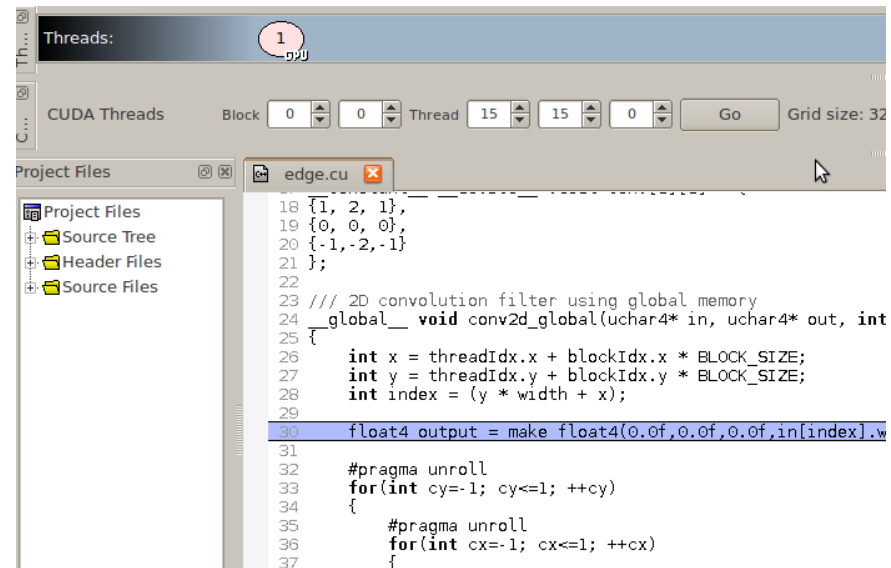 Th...
Threads:
1
GPU
C...
CUDA Threads
Block 0 0 Thread 15 15 0 Go Grid size: 32
Project Files
edge.cu
Project Files
Source Tree
Header Files
Source Files
18 {1, 2, 1},
19 {0, 0, 0},
20 {-1,-2,-1}
21 };
22
23 /// 2D convolution filter using global memory
24 __global__ void conv2d_global(uchar4* in, uchar4* out, int
25 {
26 int x = threadIdx.x + blockIdx.x * BLOCK_SIZE;
27 int y = threadIdx.y + blockIdx.y * BLOCK_SIZE;
28 int index = (y * width + x);
29
30 float4 output = make_float4(0.0f,0.0f,0.0f,in[index].w
31
32 #pragma unroll
33 for(int cy=-1; cy<=1; ++cy)
34 {
35 #pragma unroll
36 for(int cx=-1; cx<=1; ++cx)
37 {